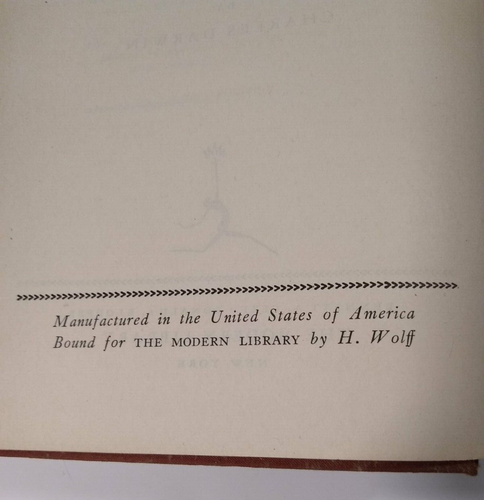 Manufactured in the United States of America
Bound for THE MODERN LIBRARY by H. Wolff